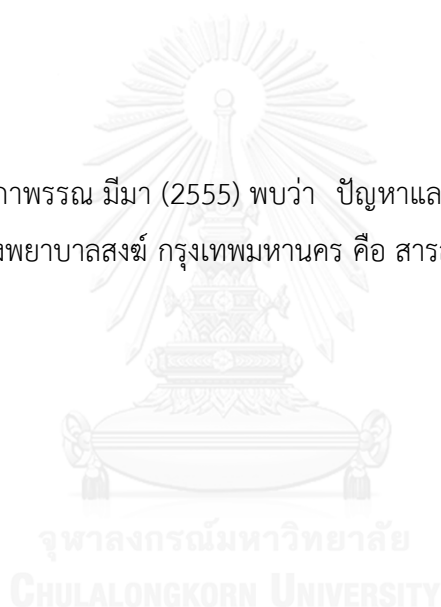 าพรรณ มีมา (2555) พบว่า ปัญหาแล
งพยาบาลสงฆ์ กรุงเทพมหานคร คือ สาร
จุฬาลงกรณ์มหาวิทยาลัย
CHULALONGKORN UNIVERSITY